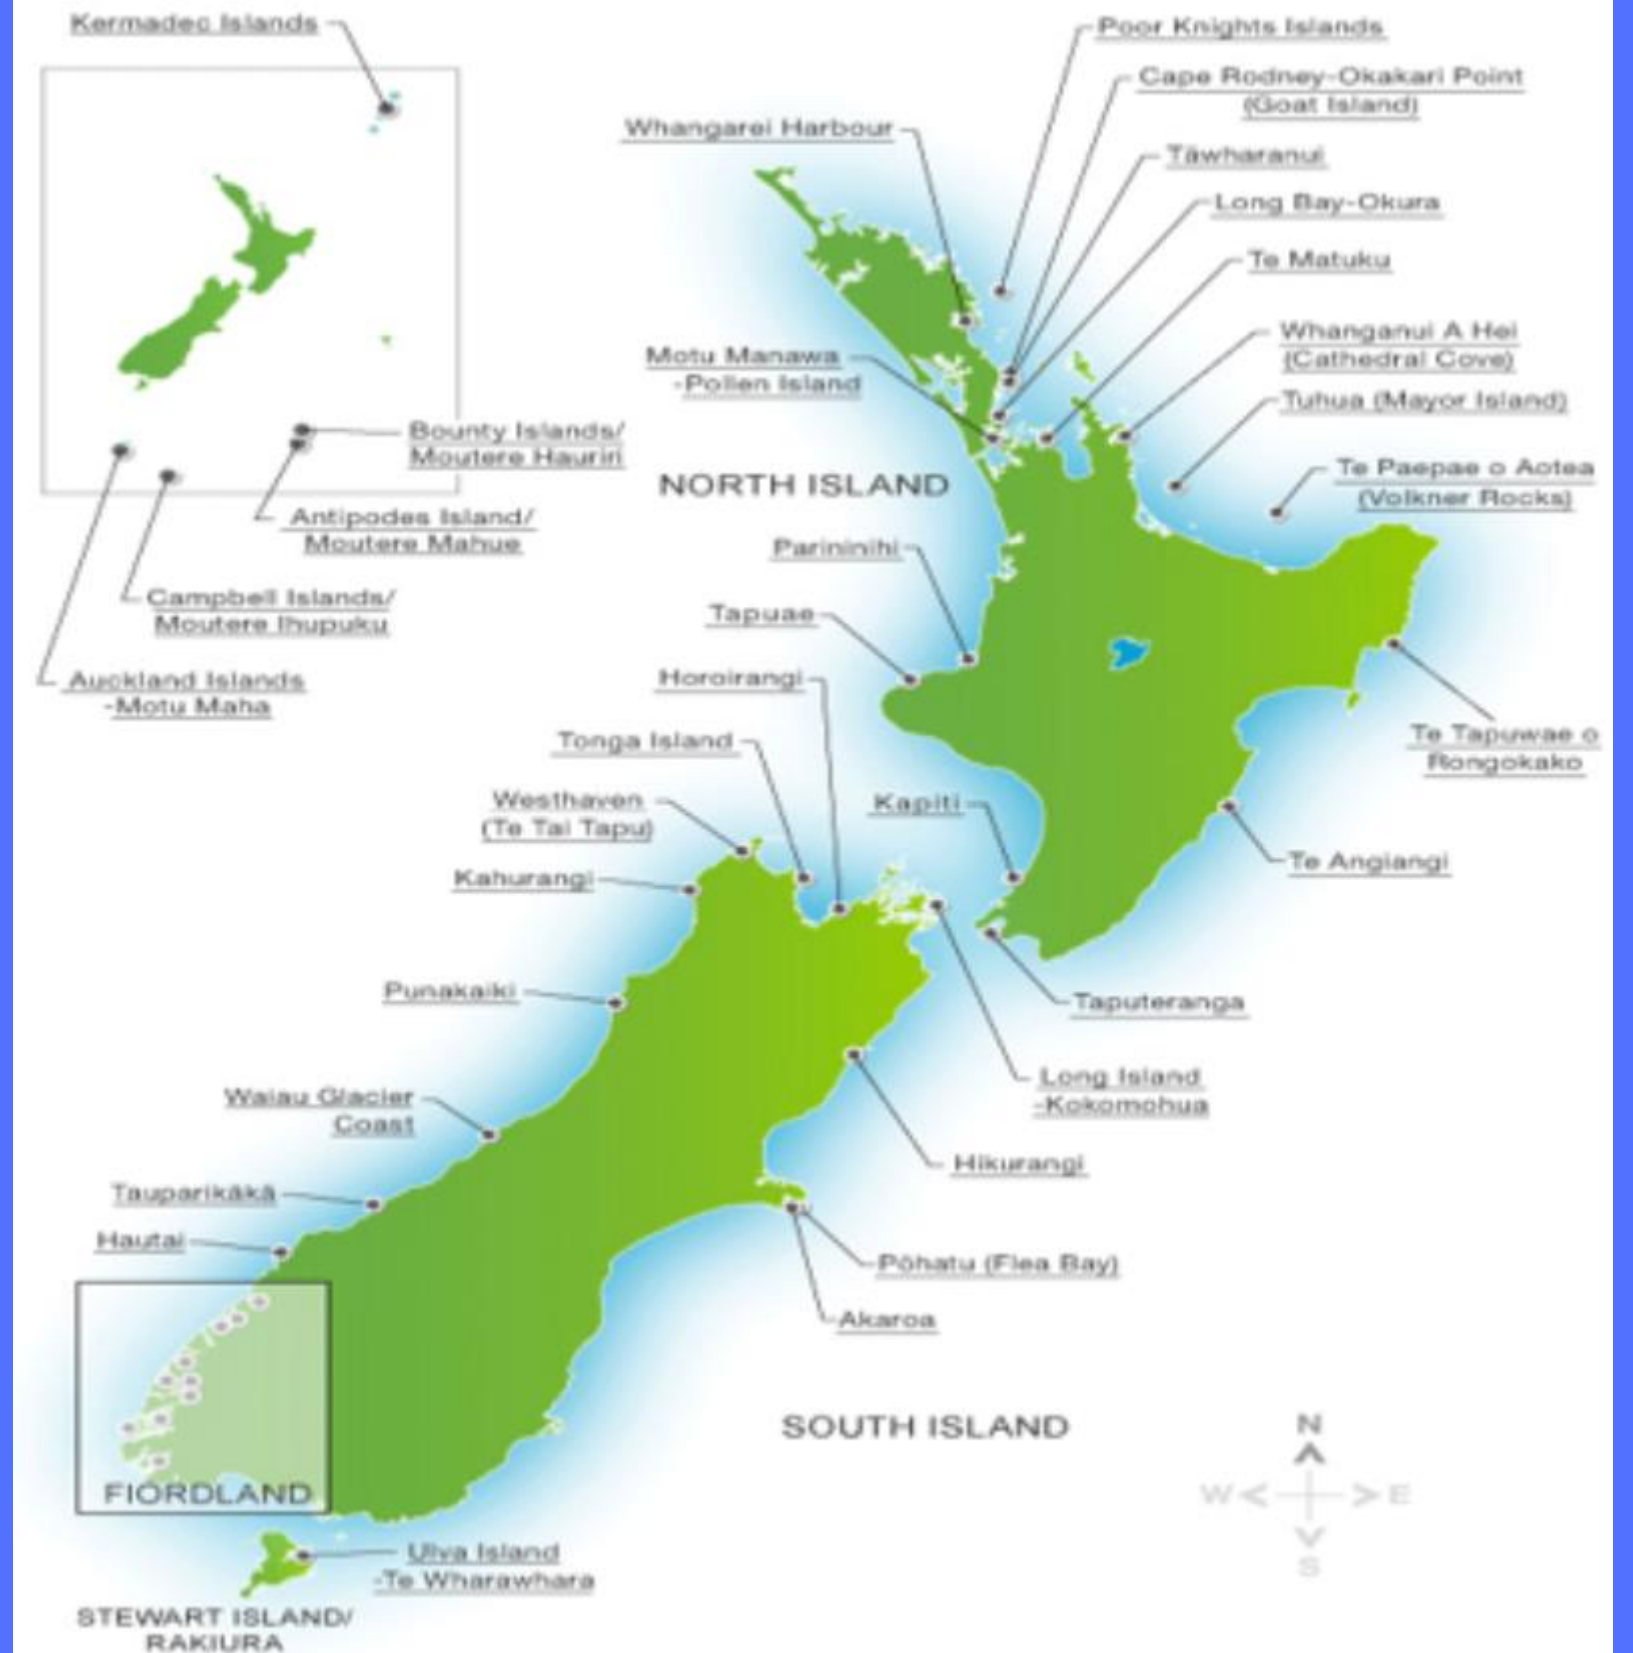 Kermadec Islands
Poor Knights Islands
Cape Rodney-Okakari Point
(Goat Island)
Whangarei Harbour
Tāwharanui
Long Bay-Okura
Te Matuku
Whanganui A Hei
(Cathedral Cove)
Motu Manawa
-Pollen Island
Tuhua (Mayor Island)
Bounty Islands/
Moutere Hauriri
Te Paepae o Aotea
(Volkner Rocks)
NORTH ISLAND
Antipodes Island/
Moutere Mahue
Parininihi
Campbell Islands/
Moutere Ihupuku
Tapuae
Auckland Islands
-Motu Maha
Horoirangi
Te Tapuwae o
Rongokako
Tonga Island
Westhaven
(Te Tai Tapu)
Kapiti
Te Angiangi
Kahurangi
Punakaiki
Taputeranga
Long Island
-Kokomohua
Waiau Glacier
Coast
Hikurangi
Tauparikākā
Hautai
Pōhatu (Flea Bay)
Akaroa
SOUTH ISLAND
N
W E
S
FIORDLAND
Ulva Island
-Te Wharawhara
STEWART ISLAND/
RAKIURA